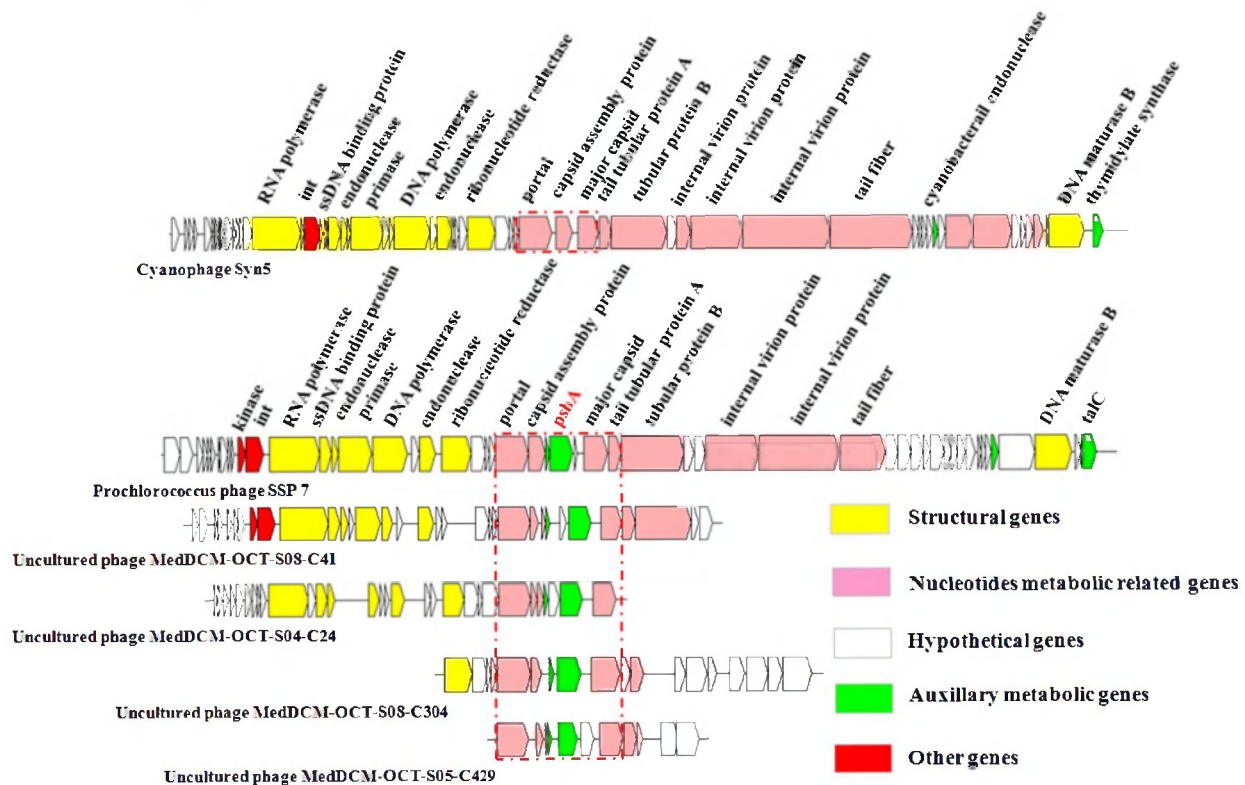 RNA polymerase
int
ssDNA binding protein
endonuclease
primase
DNA polymerase
endonuclease
ribonucleotide reductase
portal
capsid assembly protein
major capsid
tail tubular protein A
tubular protein B
internal virion protein
internal virion protein
internal virion protein
tail fiber
cyanobacterail endonuclease
DNA maturase B
thymidylate synthase
Cyanophage Syn5
kinase
int
RNA polymerase
ssDNA binding protein
endonuclease
primase
DNA polymerase
endonuclease
ribonucleotide reductase
portal
capsid assembly protein
psbA
major capsid
tail tubular protein A
tubular protein B
internal virion protein
internal virion protein
tail fiber
DNA maturase B
talC
Prochlorococcus phage SSP 7
Uncultured phage MedDCM-OCT-S08-C41
Uncultured phage MedDCM-OCT-S04-C24
Uncultured phage MedDCM-OCT-S08-C304
Uncultured phage MedDCM-OCT-S05-C429
Structural genes
Nucleotides metabolic related genes
Hypothetical genes
Auxillary metabolic genes
Other genes